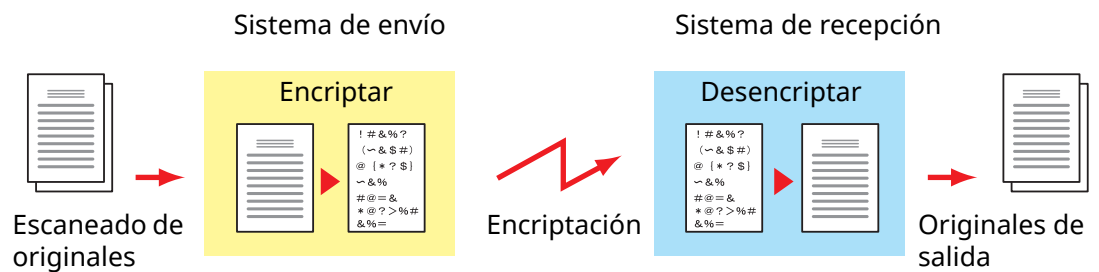 Sistema de envío
Sistema de recepción
Encriptar
Desencriptar
!#&%?
(∽&$#)
@{*?$}
∽&%
#@=&
*@?>%#
&%=
!#&%?
(∽&$#)
@{*?$}
∽&%
#@=&
*@?>%#
&%=
Escaneado de
originales
Encriptación
Originales de
salida